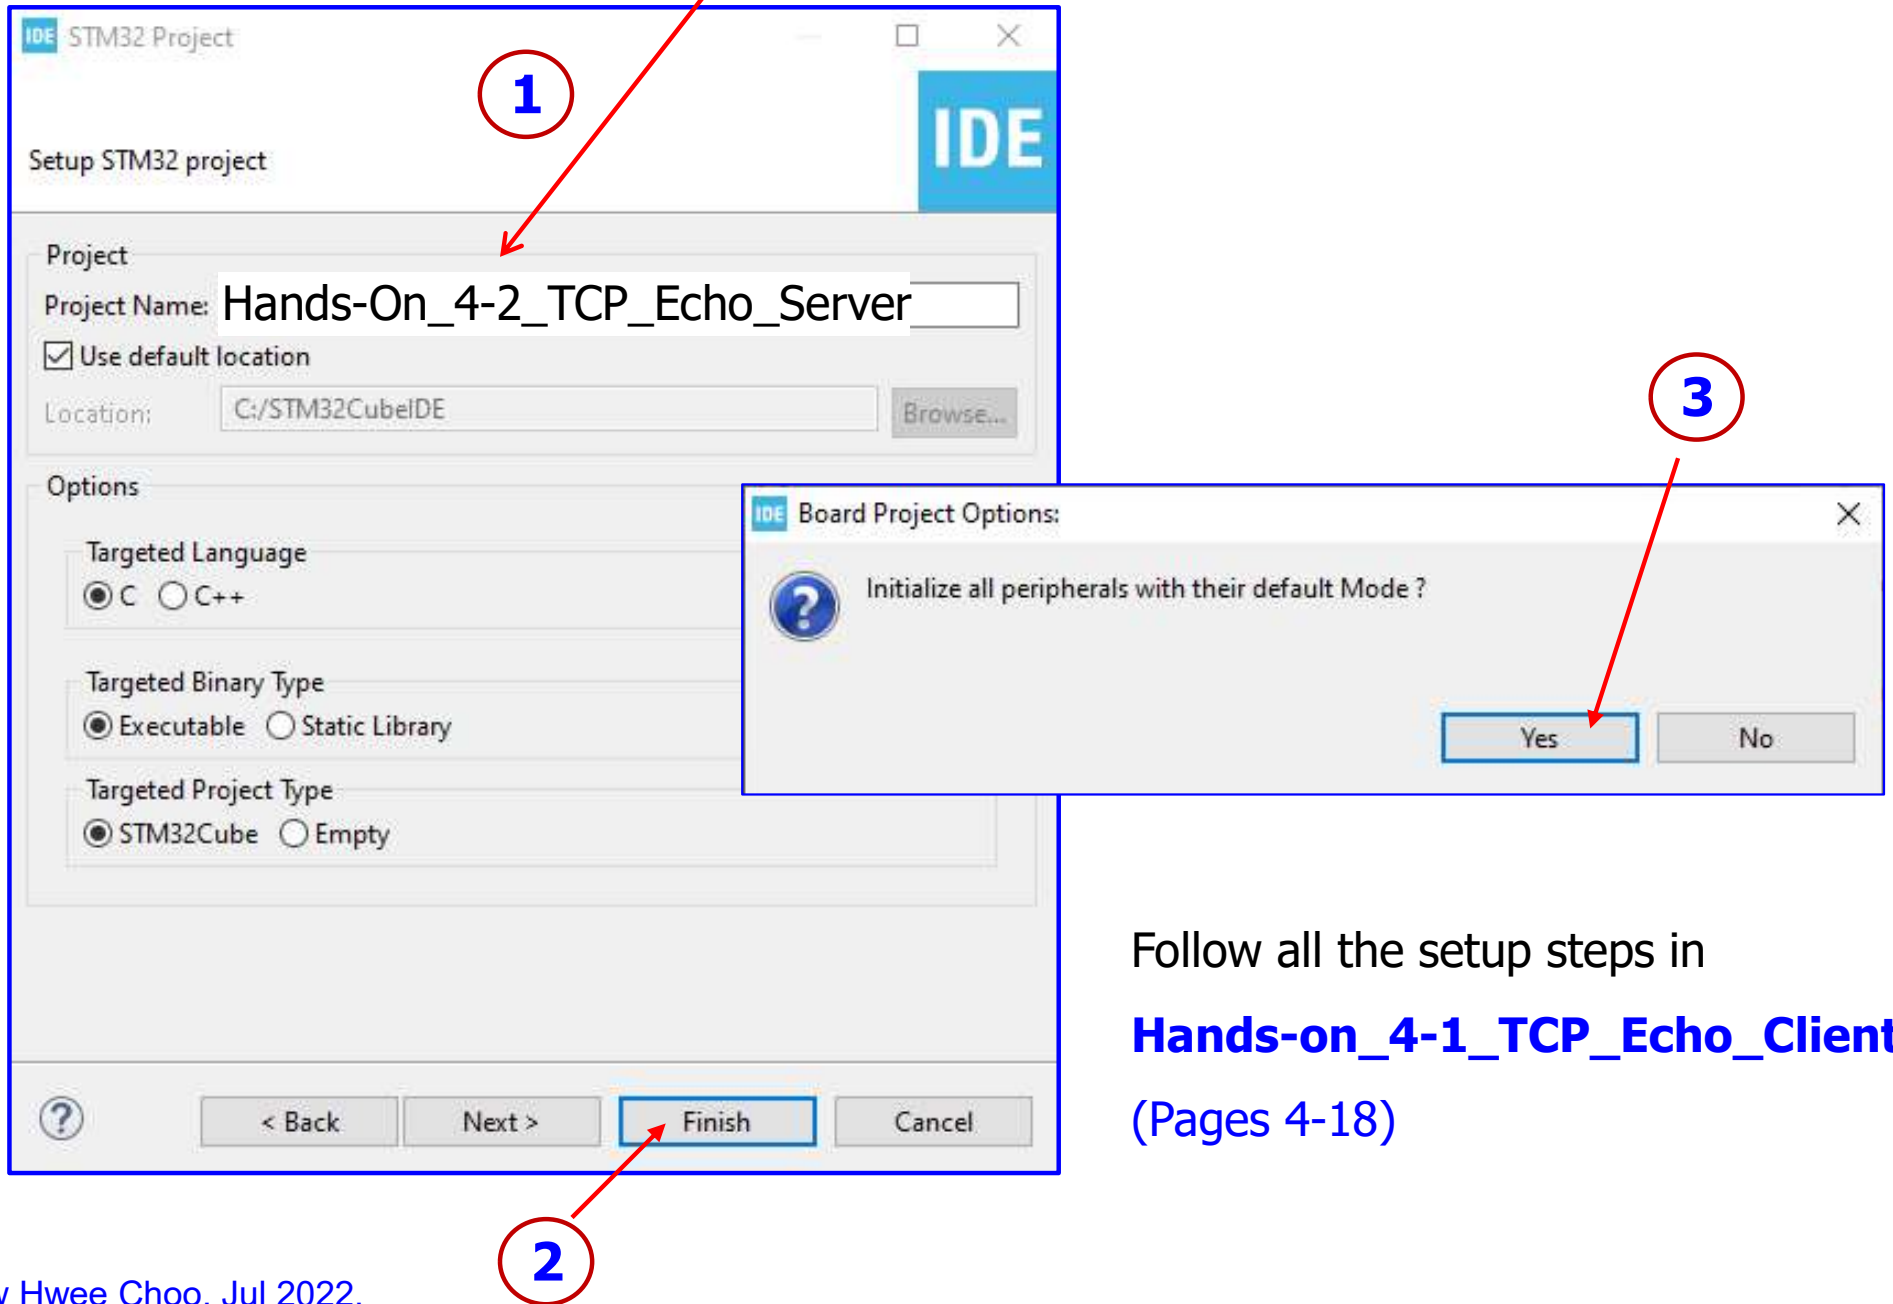 IDE STM32 Project
1
IDE
Setup STM32 project
Project
Project Name: Hands-On_4-2_TCP_Echo_Server
Use default location
Location: C:/STM32CubeIDE Browse...
3
Options
IDE Board Project Options:
Targeted Language
C C++
? Initialize all peripherals with their default Mode ?
Targeted Binary Type
Executable Static Library
Yes No
Targeted Project Type
STM32Cube Empty
Follow all the setup steps in
Hands-on_4-1_TCP_Echo_Client
(Pages 4-18)
? < Back Next > Finish Cancel
2
Hwee Choo, Jul 2022.